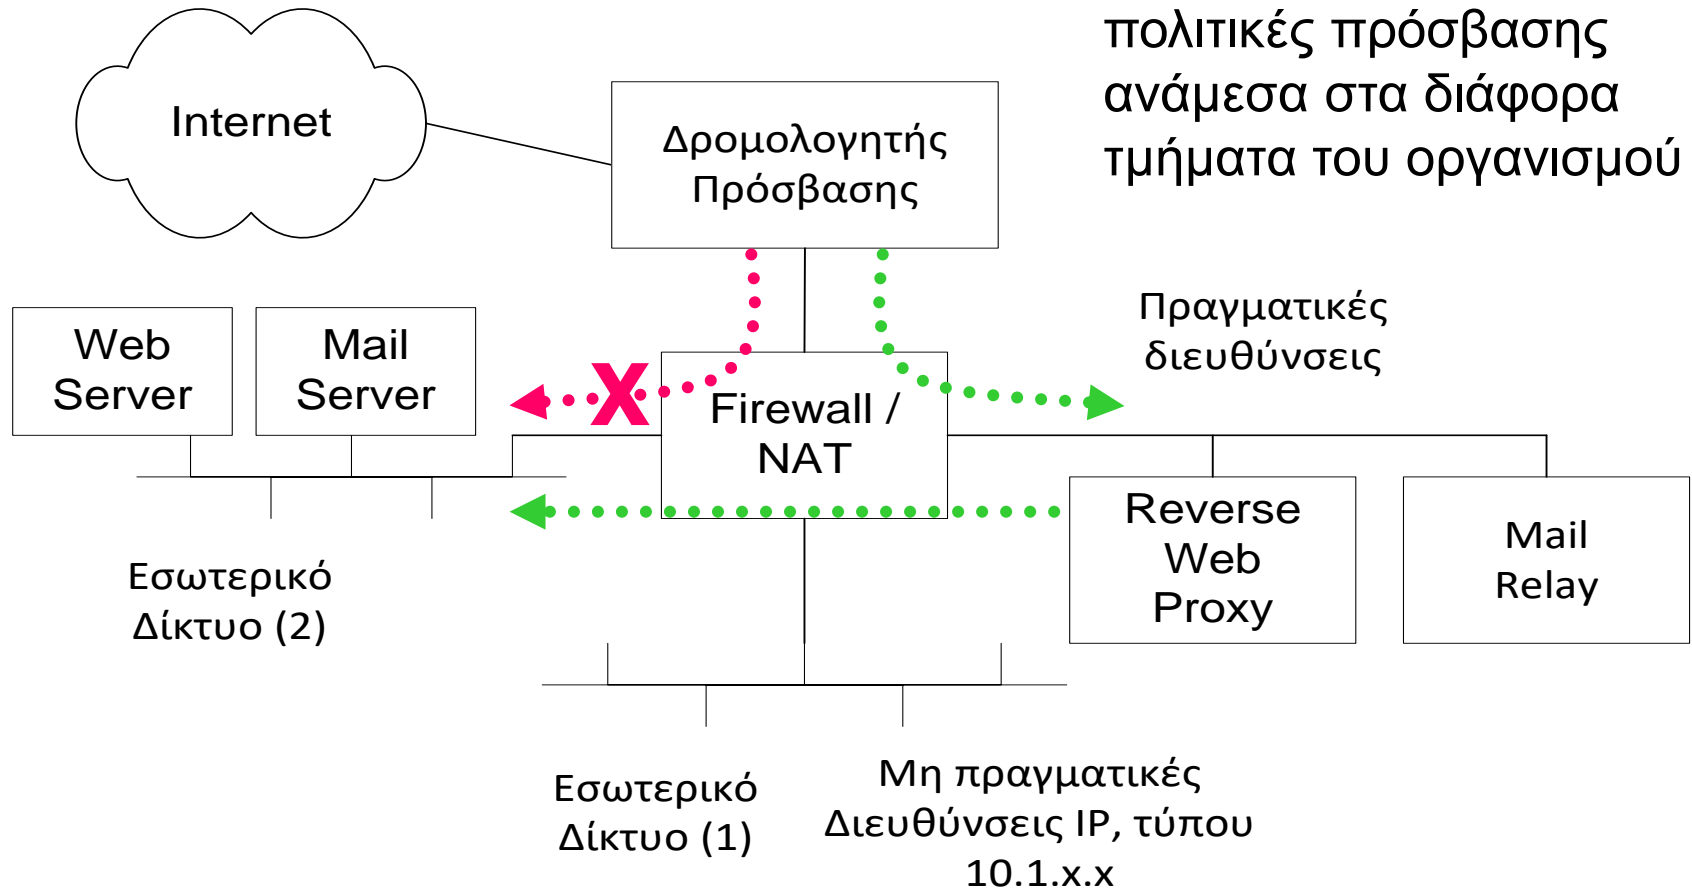 πολιτικές πρόσβασης
ανάμεσα στα διάφορα
τμήματα του οργανισμού
Internet
Δρομολογητής
Πρόσβασης
Πραγματικές
διευθύνσεις
Web
Server
Mail
Server
X
Firewall /
NAT
Reverse
Web
Proxy
Mail
Relay
Εσωτερικό
Δίκτυο (2)
Εσωτερικό
Δίκτυο (1)
Μη πραγματικές
Διευθύνσεις IP, τύπου
10.1.x.x